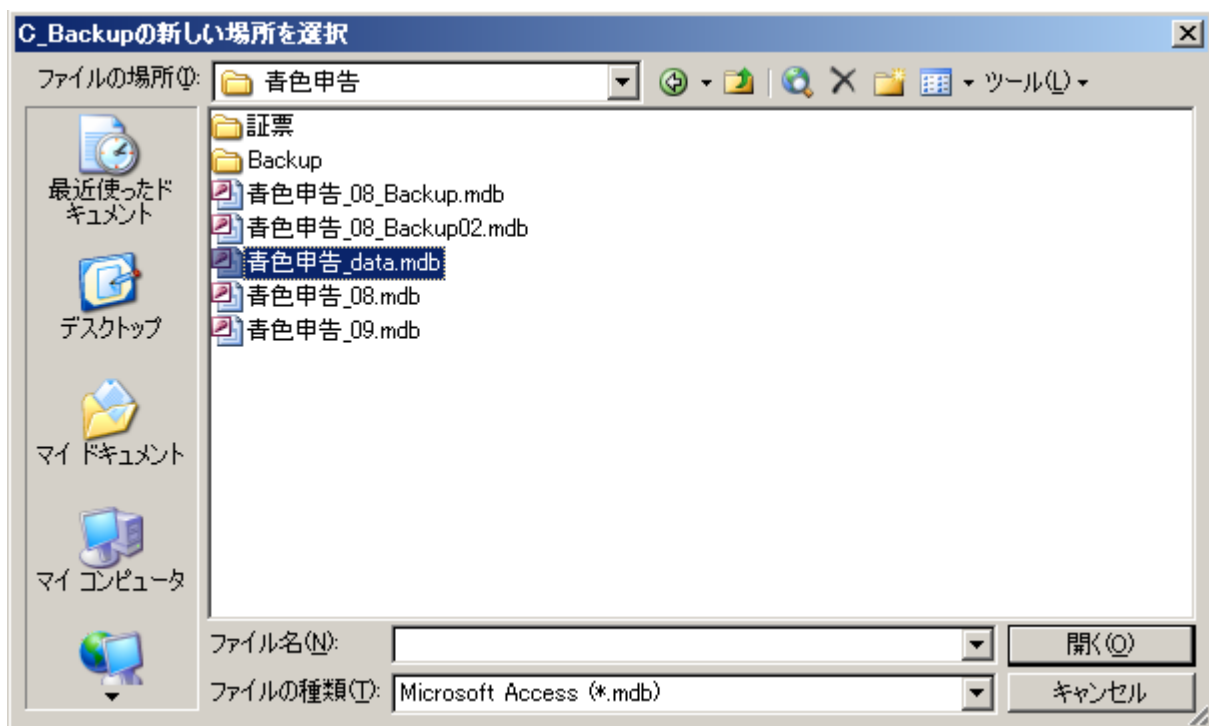 C_Backupの新しい場所を選択
ファイルの場所(I): 青色申告 ツール(L)
証票
Backup
青色申告_08_Backup.mdb
青色申告_08_Backup02.mdb
青色申告_data.mdb
青色申告_08.mdb
青色申告_09.mdb
最近使ったド
キュメント
デスクトップ
マイ ドキュメント
マイ コンピュータ
ファイル名(N): 開く(O)
ファイルの種類(T): Microsoft Access (*.mdb) キャンセル